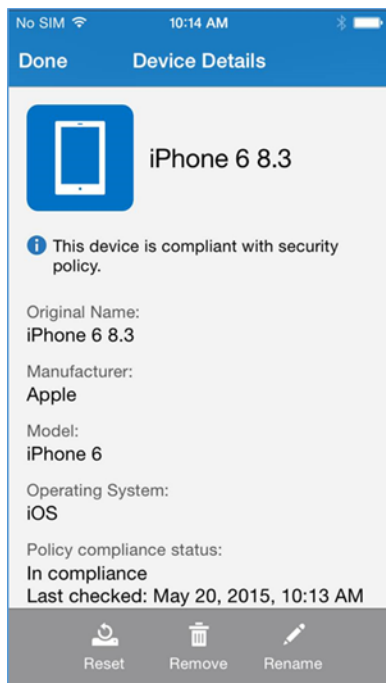 No SIM 10:14 AM
Done Device Details
iPhone 6 8.3
This device is compliant with security
policy.
Original Name:
iPhone 6 8.3
Manufacturer:
Apple
Model:
iPhone 6
Operating System:
iOS
Policy compliance status:
In compliance
Last checked: May 20, 2015, 10:13 AM
Reset Remove Rename